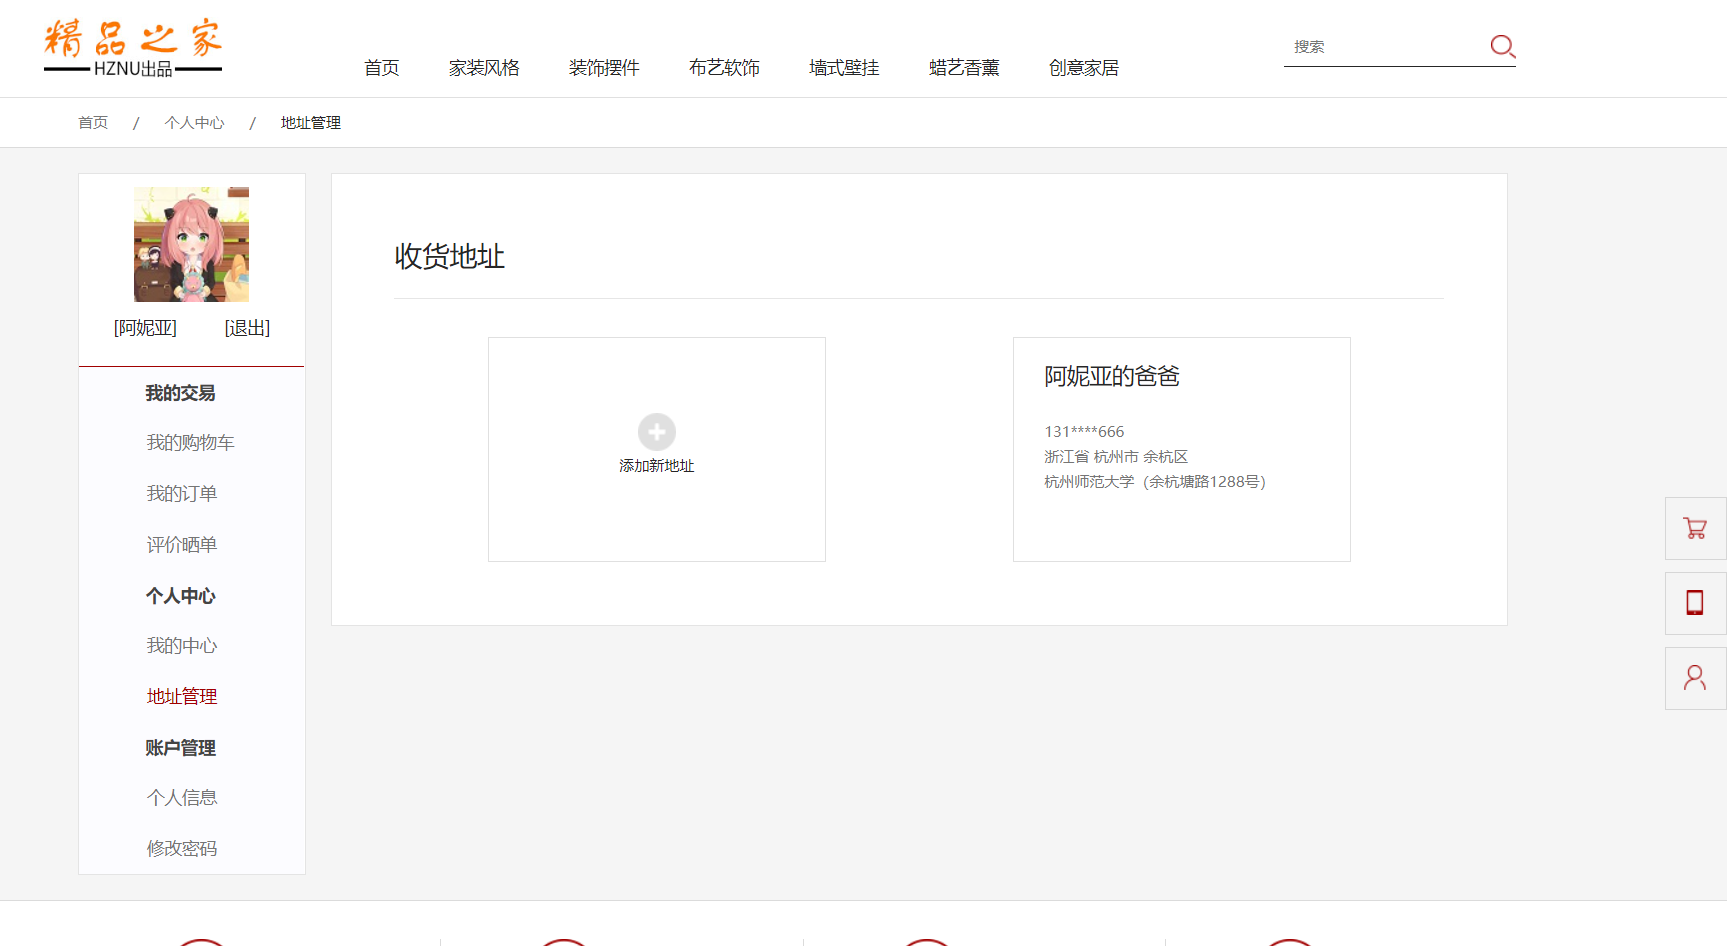 精品之家
HZNU出品
首页 家装风格 装饰摆件 布艺软饰 墙式壁挂 蜡艺香薰 创意家居
搜索
首页 / 个人中心 / 地址管理
[阿妮亚] [退出]
我的交易
我的购物车
我的订单
评价晒单
个人中心
我的中心
地址管理
账户管理
个人信息
修改密码
收货地址
添加新地址
阿妮亚的爸爸
131****666
浙江省 杭州市 余杭区
杭州师范大学（余杭塘路1288号）